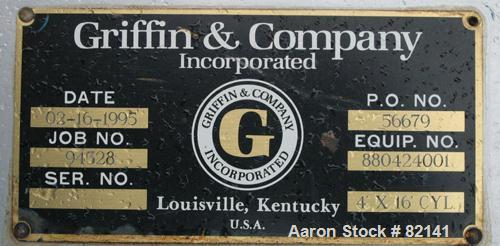 Griffin & Company
Incorporated
DATE
03-16-1995
JOB NO.
94528
SER. NO.
GRIFFIN & COMPANY
G
INCORPORATED
P.O. NO.
56679
EQUIP. NO.
880424001
4' X 16' CYL.
Louisville, Kentucky
U.S.A.
Aaron Stock # 82141